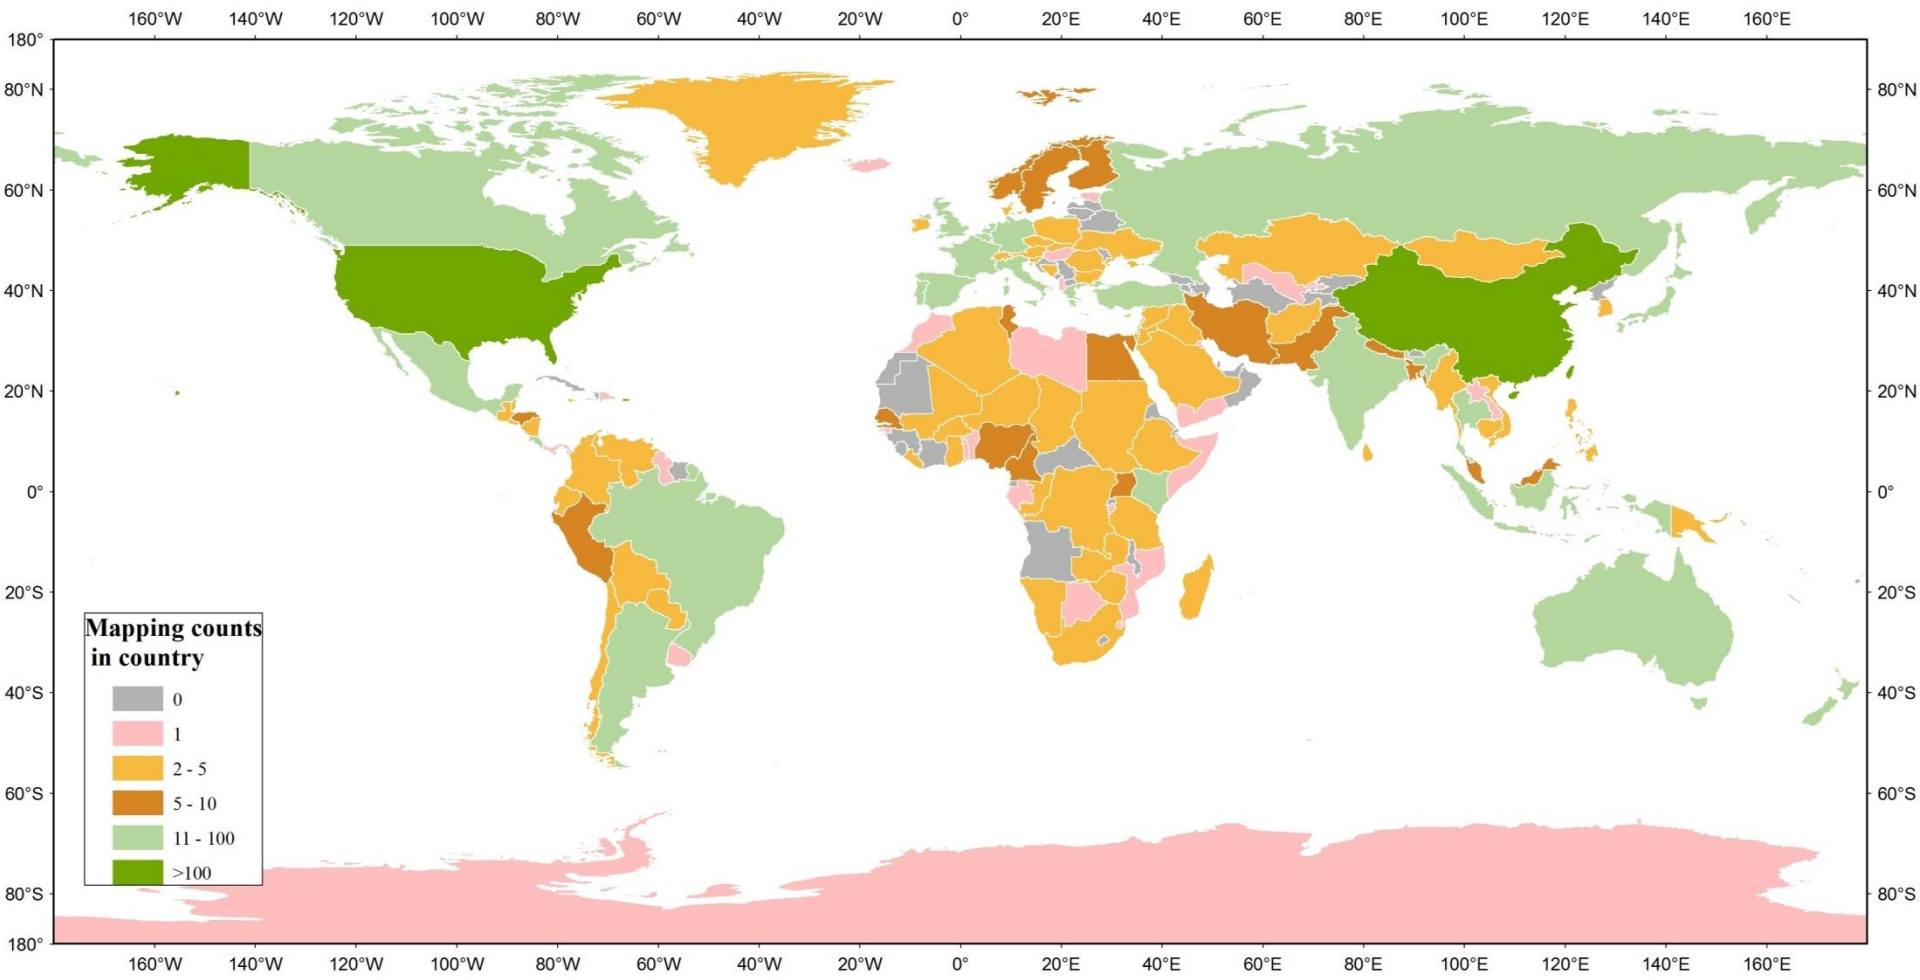 160°W 140°W 120°W 100°W 80°W 60°W 40°W 20°W 0° 20°E 40°E 60°E 80°E 100°E 120°E 140°E 160°E
180°
80°N 80°N
60°N 60°N
40°N 40°N
20°N 20°N
0° 0°
20°S 20°S
Mapping counts
in country
0
1
2 - 5
5 - 10
11 - 100
>100
40°S 40°S
60°S 60°S
80°S 80°S
180°
160°W 140°W 120°W 100°W 80°W 60°W 40°W 20°W 0° 20°E 40°E 60°E 80°E 100°E 120°E 140°E 160°E